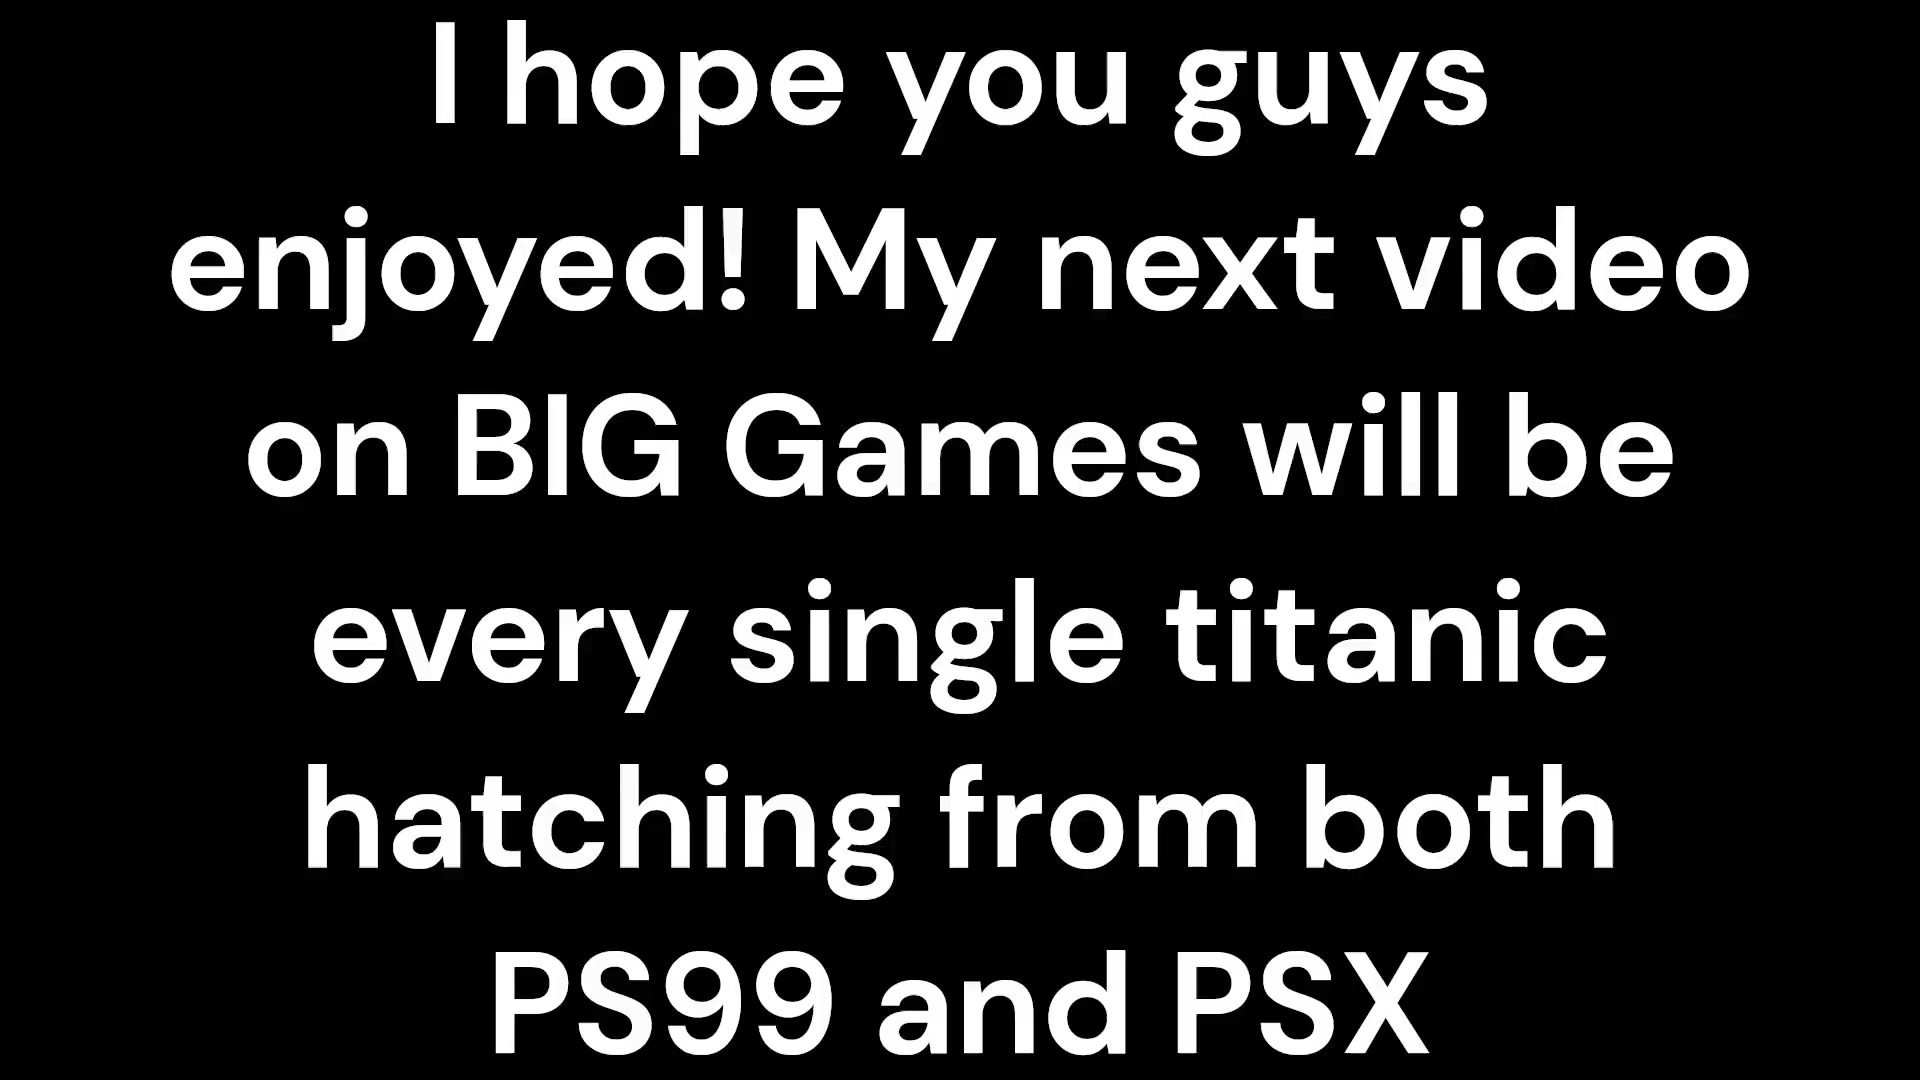 I hope you guys
enjoyed! My next video
on BIG Games will be
every single titanic
hatching from both
PS99 and PSX